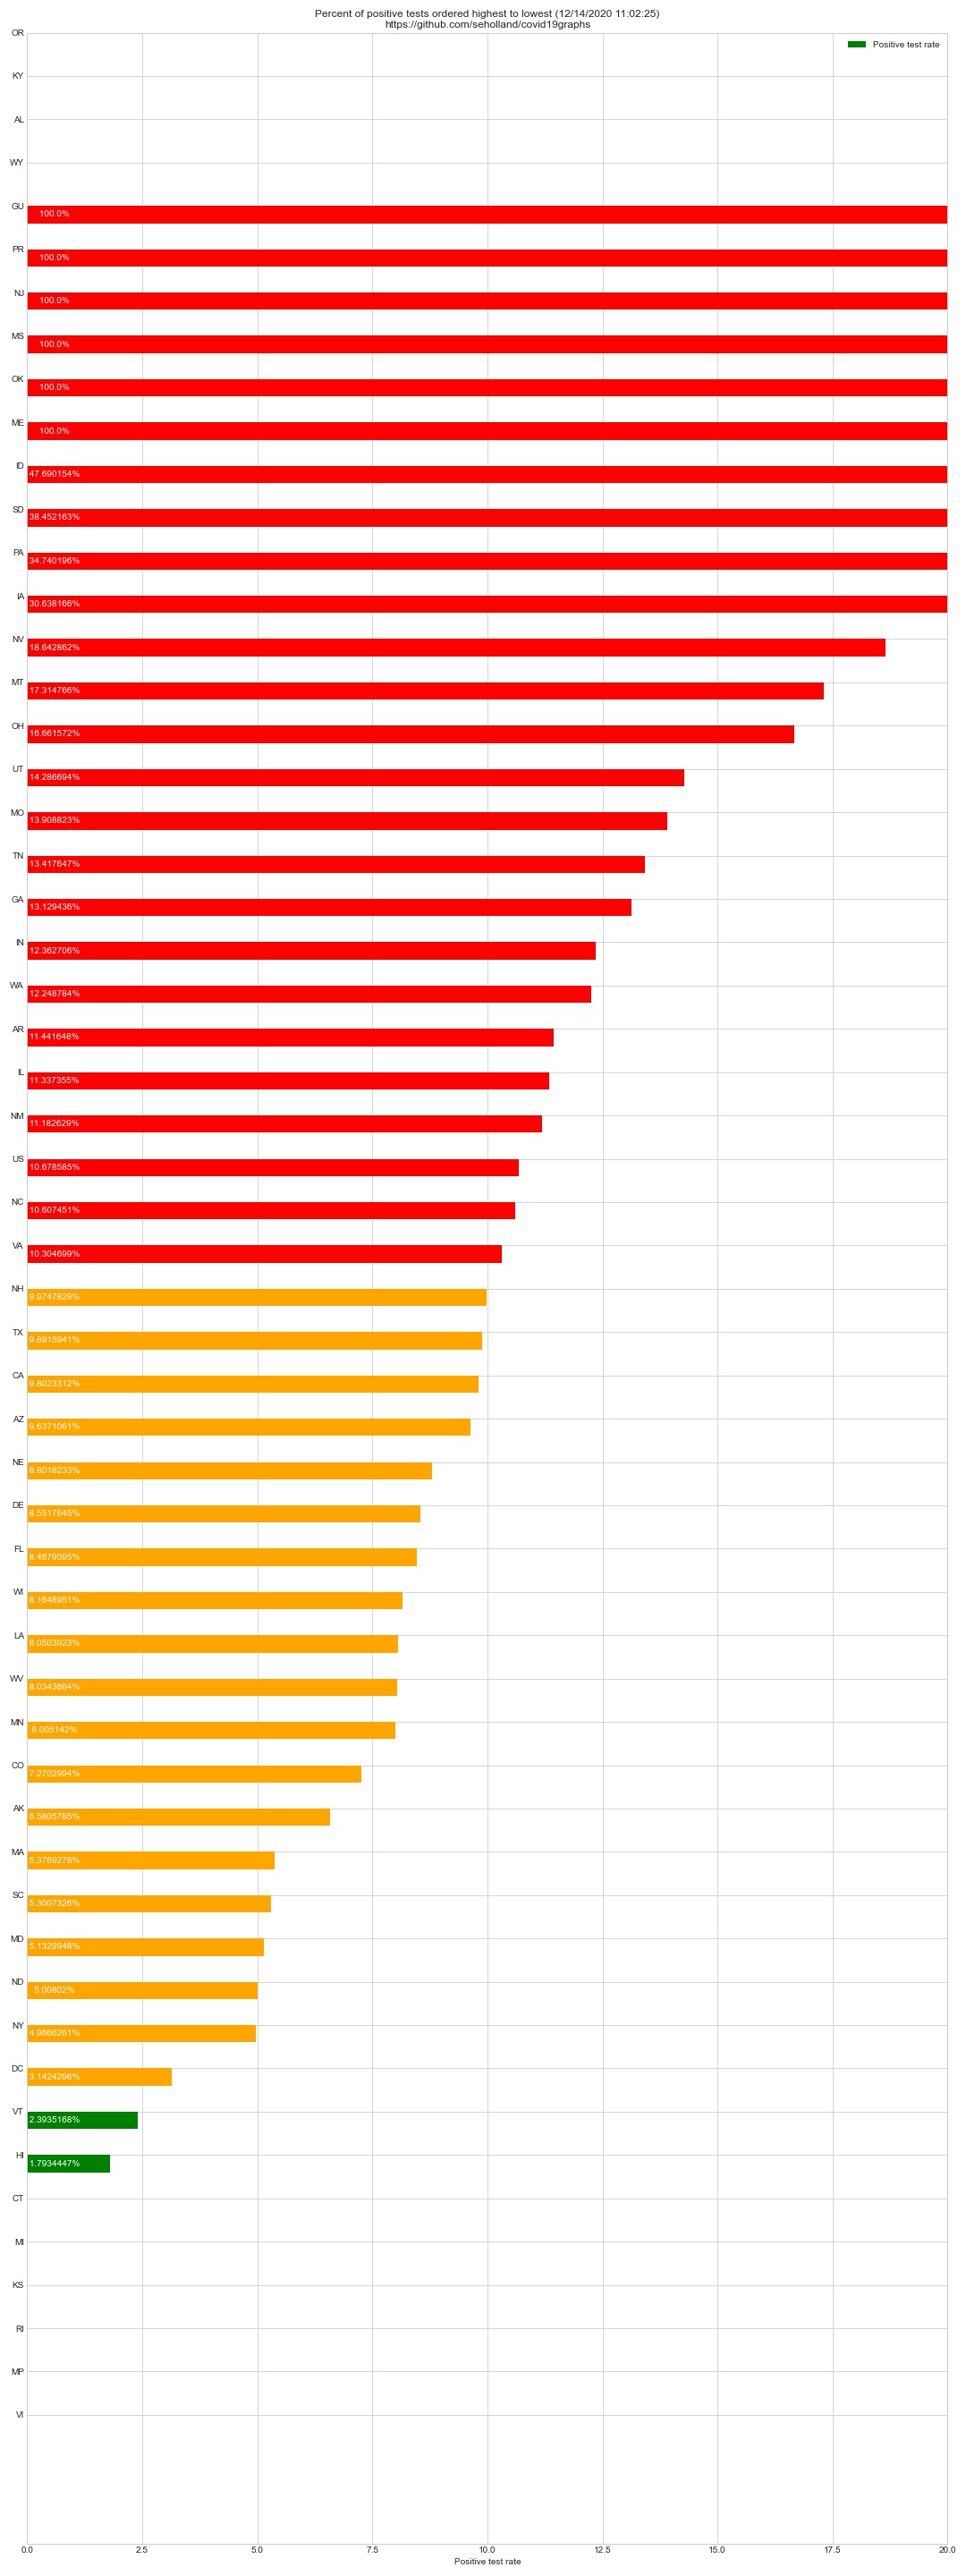 Percent of positive tests ordered highest to lowest (12/14/2020 11:02:25)
https://github.com/seholland/covid19graphs
Positive test rate
OR
KY
AL
WY
GU 100.0%
PR 100.0%
NJ 100.0%
MS 100.0%
OK 100.0%
ME 100.0%
ID 47.690154%
SD 38.452163%
PA 34.740196%
IA 30.638166%
NV 18.642862%
MT 17.314766%
OH 16.661572%
UT 14.286694%
MO 13.908823%
TN 13.417647%
GA 13.129436%
IN 12.362706%
WA 12.248784%
AR 11.441648%
IL 11.337355%
NM 11.182629%
US 10.678585%
NC 10.607451%
VA 10.304699%
NH 9.9747829%
TX 9.8915941%
CA 9.8023312%
AZ 9.6371061%
NE 8.8018233%
DE 8.5517645%
FL 8.4679095%
WI 8.1648951%
LA 8.0503923%
WV 8.0343684%
MN 8.005142%
CO 7.2702994%
AK 6.5805785%
MA 5.3769278%
SC 5.3007326%
MD 5.1329948%
ND 5.00802%
NY 4.9666261%
DC 3.1424296%
VT 2.3935168%
HI 1.7934447%
CT
MI
KS
RI
MP
VI
0.0 2.5 5.0 7.5 10.0 12.5 15.0 17.5 20.0
Positive test rate